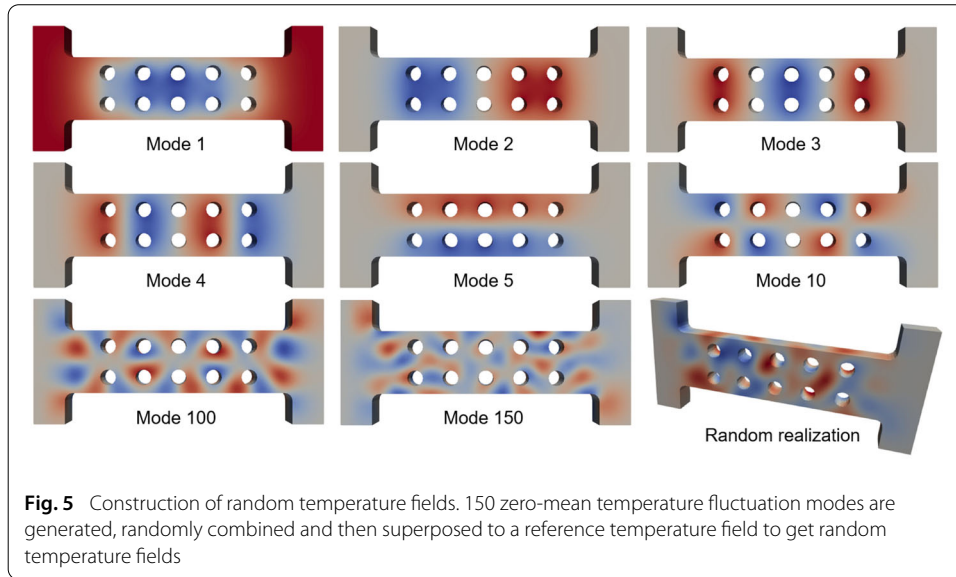 Mode 1
Mode 2
Mode 3
Mode 4
Mode 5
Mode 10
Mode 100
Mode 150
Random realization
Fig. 5 Construction of random temperature fields. 150 zero-mean temperature fluctuation modes are
generated, randomly combined and then superposed to a reference temperature field to get random
temperature fields